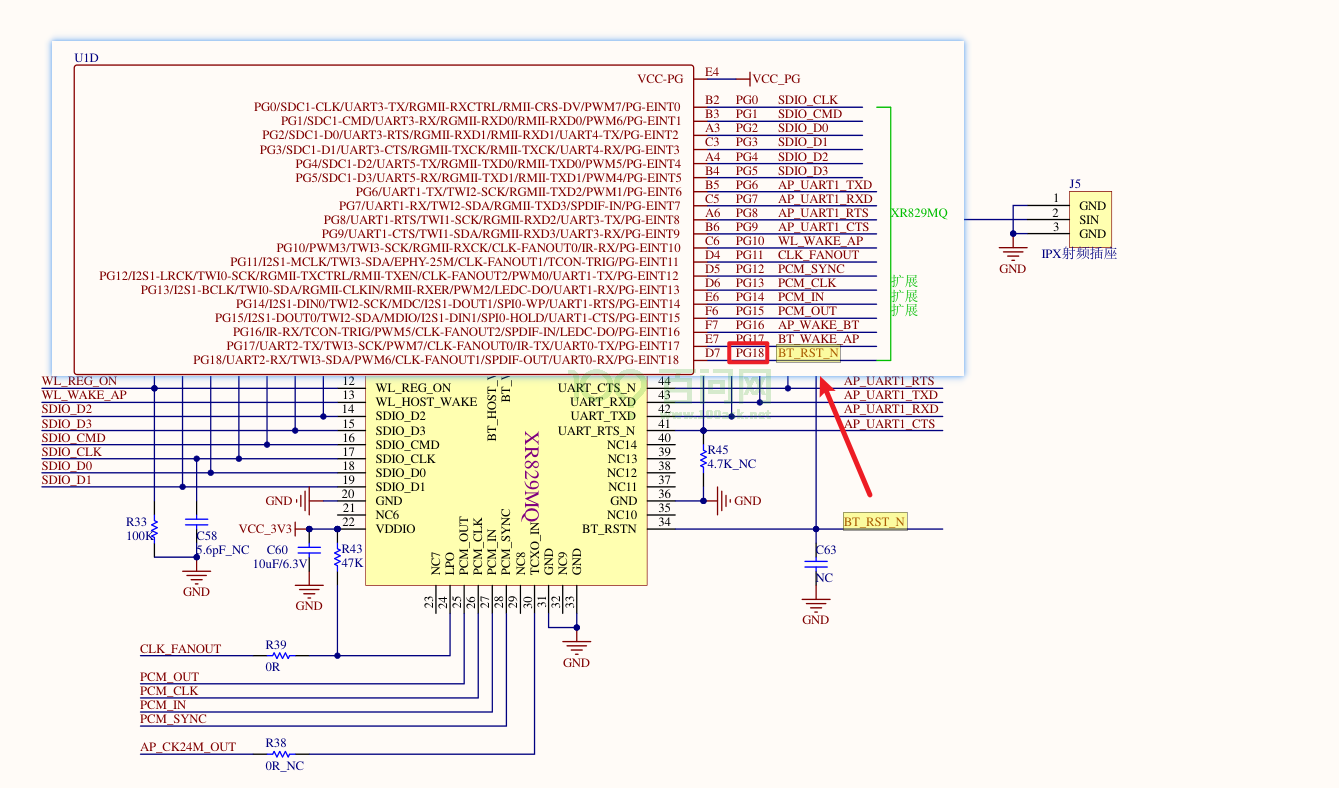 U1D
VCC-PG E4 VCC_PG
PG0/SDC1-CLK/UART3-TX/RGMII-RXCTRL/RMII-CRS-DV/PWM7/PG-EINT0 B2 PG0 SDIO_CLK
PG1/SDC1-CMD/UART3-RX/RGMII-RXD0/RMII-RXD0/PWM6/PG-EINT1 B3 PG1 SDIO_CMD
PG2/SDC1-D0/UART3-RTS/RGMII-RXD1/RMII-RXD1/UART4-TX/PG-EINT2 A3 PG2 SDIO_D0
PG3/SDC1-D1/UART3-CTS/RGMII-TXCK/RMII-TXCK/UART4-RX/PG-EINT3 C3 PG3 SDIO_D1
PG4/SDC1-D2/UART5-TX/RGMII-TXD0/RMII-TXD0/PWM5/PG-EINT4 A4 PG4 SDIO_D2
PG5/SDC1-D3/UART5-RX/RGMII-TXD1/RMII-TXD1/PWM4/PG-EINT5 B4 PG5 SDIO_D3
PG6/UART1-TX/TWI2-SCK/RGMII-TXD2/PWM1/PG-EINT6 B5 PG6 AP_UART1_TXD
PG7/UART1-RX/TWI2-SDA/RGMII-TXD3/SPDIF-IN/PG-EINT7 C5 PG7 AP_UART1_RXD
PG8/UART1-RTS/TWI1-SCK/RGMII-RXD2/UART3-TX/PG-EINT8 A6 PG8 AP_UART1_RTS
XR829MQ
PG9/UART1-CTS/TWI1-SDA/RGMII-RXD3/UART3-RX/PG-EINT9 B6 PG9 AP_UART1_CTS
PG10/PWM3/TWI3-SCK/RGMII-RXCK/CLK-FANOUT0/IR-RX/PG-EINT10 C6 PG10 WL_WAKE_AP
PG11/I2S1-MCLK/TWI3-SDA/EPHY-25M/CLK-FANOUT1/TCON-TRIG/PG-EINT11 D4 PG11 CLK_FANOUT
PG12/I2S1-LRCK/TWI0-SCK/RGMII-TXCTRL/RMII-TXEN/CLK-FANOUT2/PWM0/UART1-TX/PG-EINT12 D5 PG12 PCM_SYNC
PG13/I2S1-BCLK/TWI0-SDA/RGMII-CLKIN/RMII-RXER/PWM2/LEDC-DO/UART1-RX/PG-EINT13 D6 PG13 PCM_CLK 扩展
PG14/I2S1-DIN0/TWI2-SCK/MDC/I2S1-DOUT1/SPI0-WP/UART1-RTS/PG-EINT14 E6 PG14 PCM_IN 扩展
PG15/I2S1-DOUT0/TWI2-SDA/MDIO/I2S1-DIN1/SPI0-HOLD/UART1-CTS/PG-EINT15 F6 PG15 PCM_OUT 扩展
PG16/IR-RX/TCON-TRIG/PWM5/CLK-FANOUT2/SPDIF-IN/LEDC-DO/PG-EINT16 F7 PG16 AP_WAKE_BT
PG17/UART2-TX/TWI3-SCK/PWM7/CLK-FANOUT0/IR-TX/UART0-TX/PG-EINT17 E7 PG17 BT_WAKE_AP
PG18/UART2-RX/TWI3-SDA/PWM6/CLK-FANOUT1/SPDIF-OUT/UART0-RX/PG-EINT18 D7 PG18 BT_RST_N
J5
1 GND
2 SIN
3 GND
GND
IPX射频插座
WL_REG_ON 12 WL_REG_ON
WL_WAKE_AP 13 WL_HOST_WAKE
SDIO_D2 14 SDIO_D2
SDIO_D3 15 SDIO_D3
SDIO_CMD 16 SDIO_CMD
SDIO_CLK 17 SDIO_CLK
SDIO_D0 18 SDIO_D0
SDIO_D1 19 SDIO_D1
GND 20 GND
21 NC6
VCC_3V3 22 VDDIO
BT_HOST_W
BT_V
XR829MQ
UART_CTS_N 44 AP_UART1_RTS
UART_RXD 43 AP_UART1_TXD
UART_TXD 42 AP_UART1_RXD
UART_RTS_N 41 AP_UART1_CTS
NC14 40
NC13 39
NC12 38
NC11 37
GND 36 GND
NC10 35
BT_RSTN 34 BT_RST_N
100 百问网
www.100ask.net
R45
4.7K_NC
R33
100K
C58
5.6pF_NC
GND
C60
10uF/6.3V
GND
R43
47K
C63
NC
GND
NC7 23
LPO 24
PCM_OUT 25
PCM_CLK 26
PCM_IN 27
PCM_SYNC 28
NC8 29
TCXO_IN 30
GND 31
NC9 32
GND 33
GND
CLK_FANOUT R39
0R
PCM_OUT
PCM_CLK
PCM_IN
PCM_SYNC
AP_CK24M_OUT R38
0R_NC